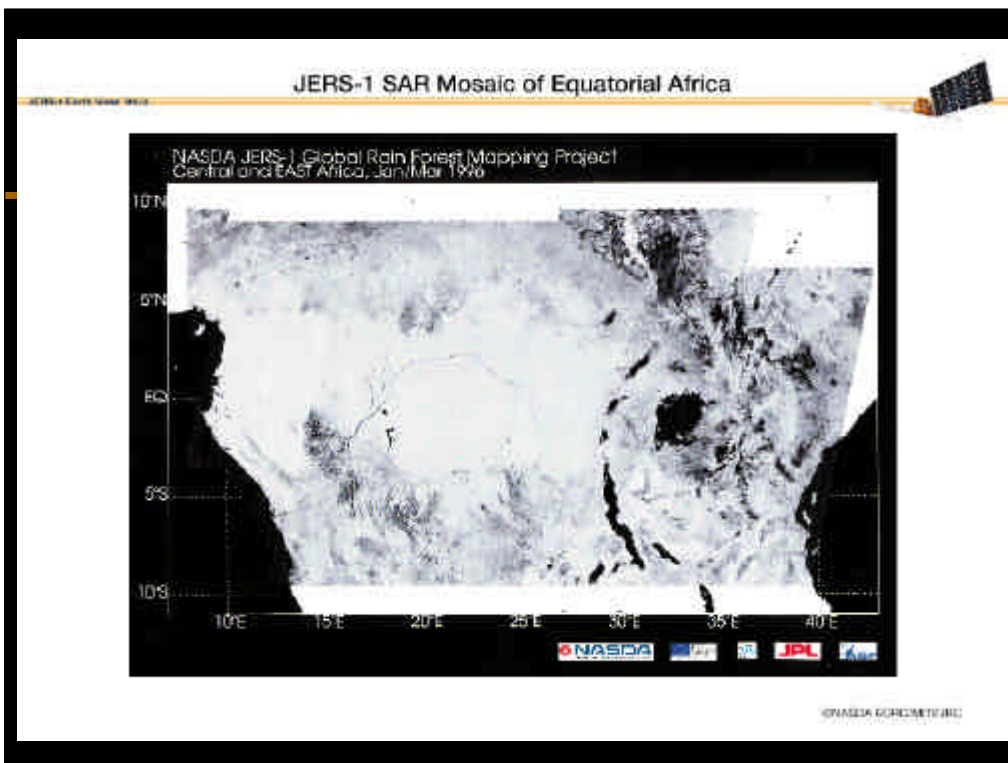 JERS-1 SAR Mosaic of Equatorial Africa
NASDA JERS-1 Global Rain Forest Mapping Project
Central and EAST Africa, Jan/Mar 1996
10°N
5°N
EQ
5°S
10°S
10°E 15°E 20°E 25°E 30°E 35°E 40°E
NASDA JPL